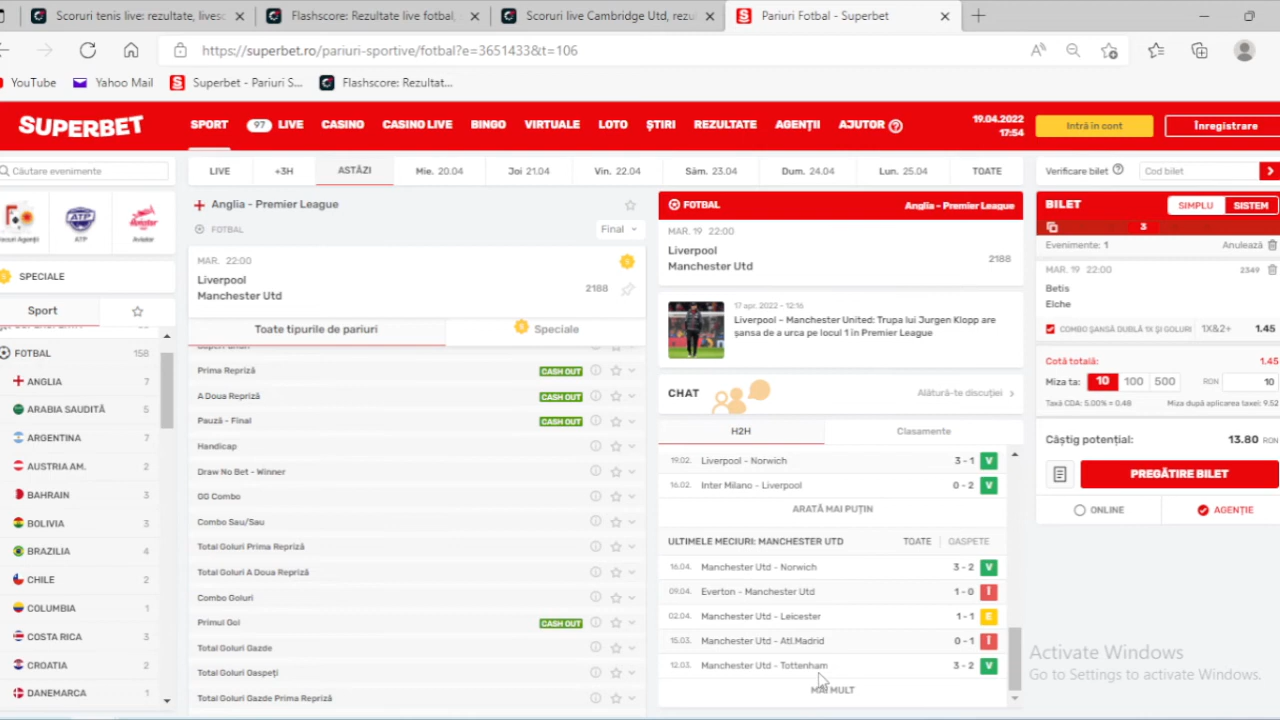 Scoruri tenis live: rezultate, livesc
Flashscore: Rezultate live fotbal,
Scoruri live Cambridge Utd, rezul
Pariuri Fotbal - Superbet
https://superbet.ro/pariuri-sportive/fotbal?e=3651433&t=106
YouTube
Yahoo Mail
Superbet - Pariuri S...
Flashscore: Rezultat...
SUPERBET
SPORT
97 LIVE
CASINO
CASINO LIVE
BINGO
VIRTUALE
LOTO
ȘTIRI
REZULTATE
AGENȚII
AJUTOR
19.04.2022
17:54
Intră în cont
Înregistrare
Căutare evenimente
LIVE
+3H
ASTĂZI
Mie. 20.04
Joi 21.04
Vin. 22.04
Sâm. 23.04
Dum. 24.04
Lun. 25.04
TOATE
Verificare bilet
Cod bilet
ATP
Aviator
SPECIALE
Sport
FOTBAL 158
ANGLIA 7
ARABIA SAUDITĂ 5
ARGENTINA 7
AUSTRIA AM. 2
BAHRAIN 3
BOLIVIA 3
BRAZILIA 4
CHILE 2
COLUMBIA 1
COSTA RICA 3
CROATIA 2
DANEMARCA 1
Anglia - Premier League
FOTBAL
Final
MAR. 22:00
Liverpool
Manchester Utd
2188
Toate tipurile de pariuri
Speciale
Prima Repriză CASH OUT
A Doua Repriză CASH OUT
Pauză - Final CASH OUT
Handicap
Draw No Bet - Winner
GG Combo
Combo Sau/Sau
Total Goluri Prima Repriză
Total Goluri A Doua Repriză
Combo Goluri
Primul Gol CASH OUT
Total Goluri Gazde
Total Goluri Oaspeți
Total Goluri Gazde Prima Repriză
FOTBAL
Anglia - Premier League
MAR. 19 22:00
Liverpool
Manchester Utd
2188
17 apr. 2022 - 12:16
Liverpool – Manchester United: Trupa lui Jurgen Klopp are
șansa de a urca pe locul 1 în Premier League
CHAT
Alătură-te discuției
H2H
Clasamente
19.02. Liverpool - Norwich 3 - 1 V
16.02. Inter Milano - Liverpool 0 - 2 V
ARATĂ MAI PUȚIN
ULTIMELE MECIURI: MANCHESTER UTD TOATE OASPETE
16.04. Manchester Utd - Norwich 3 - 2 V
09.04. Everton - Manchester Utd 1 - 0 Î
02.04. Manchester Utd - Leicester 1 - 1 E
15.03. Manchester Utd - Atl.Madrid 0 - 1 Î
12.03. Manchester Utd - Tottenham 3 - 2 V
MAI MULT
BILET
SIMPLU
SISTEM
3
Evenimente: 1
Anulează
MAR. 19 22:00
2349
Betis
Elche
COMBO ȘANSĂ DUBLĂ 1X ȘI GOLURI 1X&2+ 1.45
Cotă totală: 1.45
Miza ta: 10 100 500 RON 10
Taxă CDA: 5.00% = 0.48 Miza după aplicarea taxei: 9.52
Câștig potențial: 13.80 RON
PREGĂTIRE BILET
ONLINE
AGENȚIE
Activate Windows
Go to Settings to activate Windows.